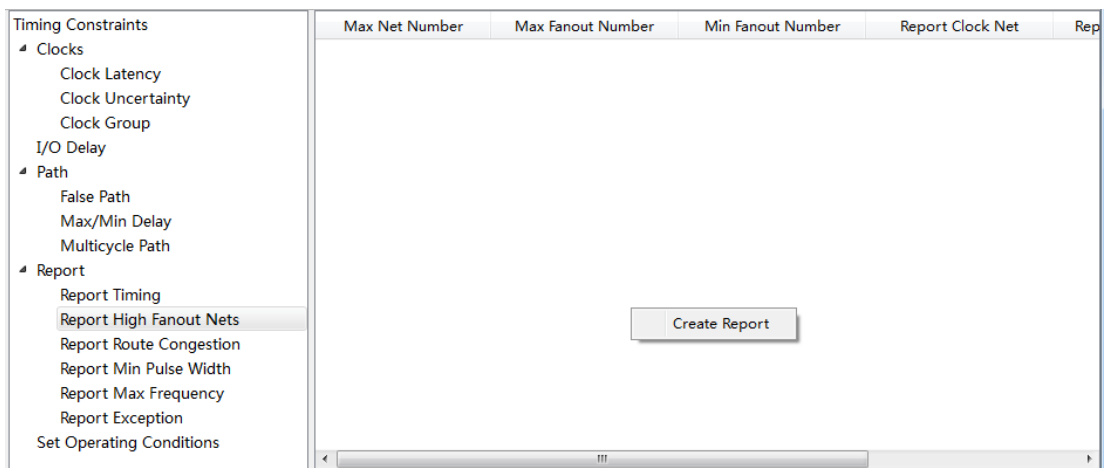 Timing Constraints
Clocks
Clock Latency
Clock Uncertainty
Clock Group
I/O Delay
Path
False Path
Max/Min Delay
Multicycle Path
Report
Report Timing
Report High Fanout Nets
Report Route Congestion
Report Min Pulse Width
Report Max Frequency
Report Exception
Set Operating Conditions
Max Net Number Max Fanout Number Min Fanout Number Report Clock Net Rep
Create Report